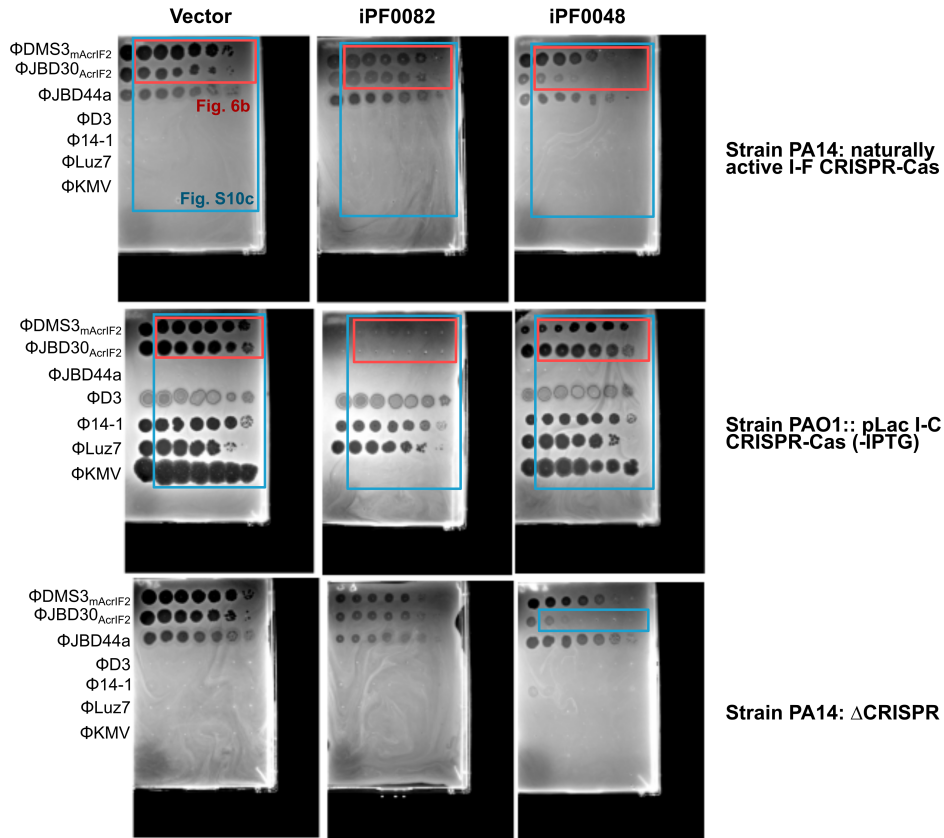 Vector iPF0082 iPF0048
ΦDMS3mAcrIF2
ΦJBD30AcrIF2
ΦJBD44a
Fig. 6b
ΦD3
Φ14-1
ΦLuz7
ΦKMV
Fig. S10c
Strain PA14: naturally
active I-F CRISPR-Cas
ΦDMS3mAcrIF2
ΦJBD30AcrIF2
ΦJBD44a
ΦD3
Φ14-1
ΦLuz7
ΦKMV
Strain PAO1:: pLac I-C
CRISPR-Cas (-IPTG)
ΦDMS3mAcrIF2
ΦJBD30AcrIF2
ΦJBD44a
ΦD3
Φ14-1
ΦLuz7
ΦKMV
Strain PA14: ΔCRISPR